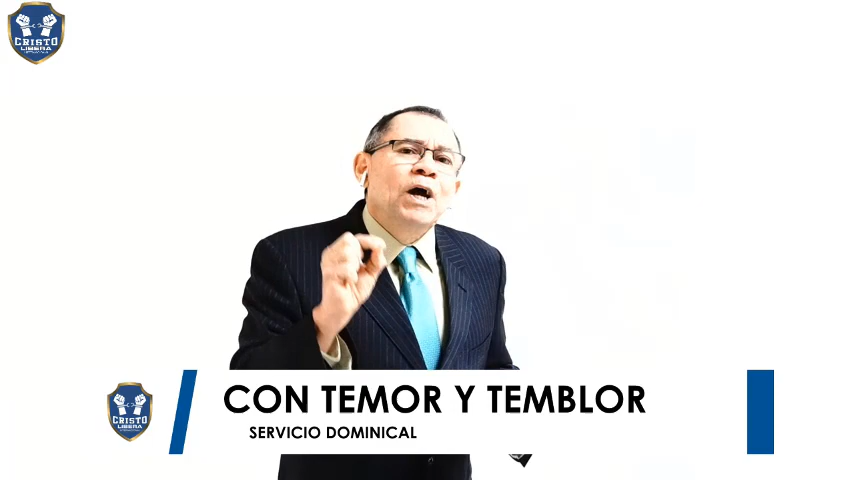 CRISTO
LIBERA
CON TEMOR Y TEMBLOR
SERVICIO DOMINICAL
CRISTO
LIBERA